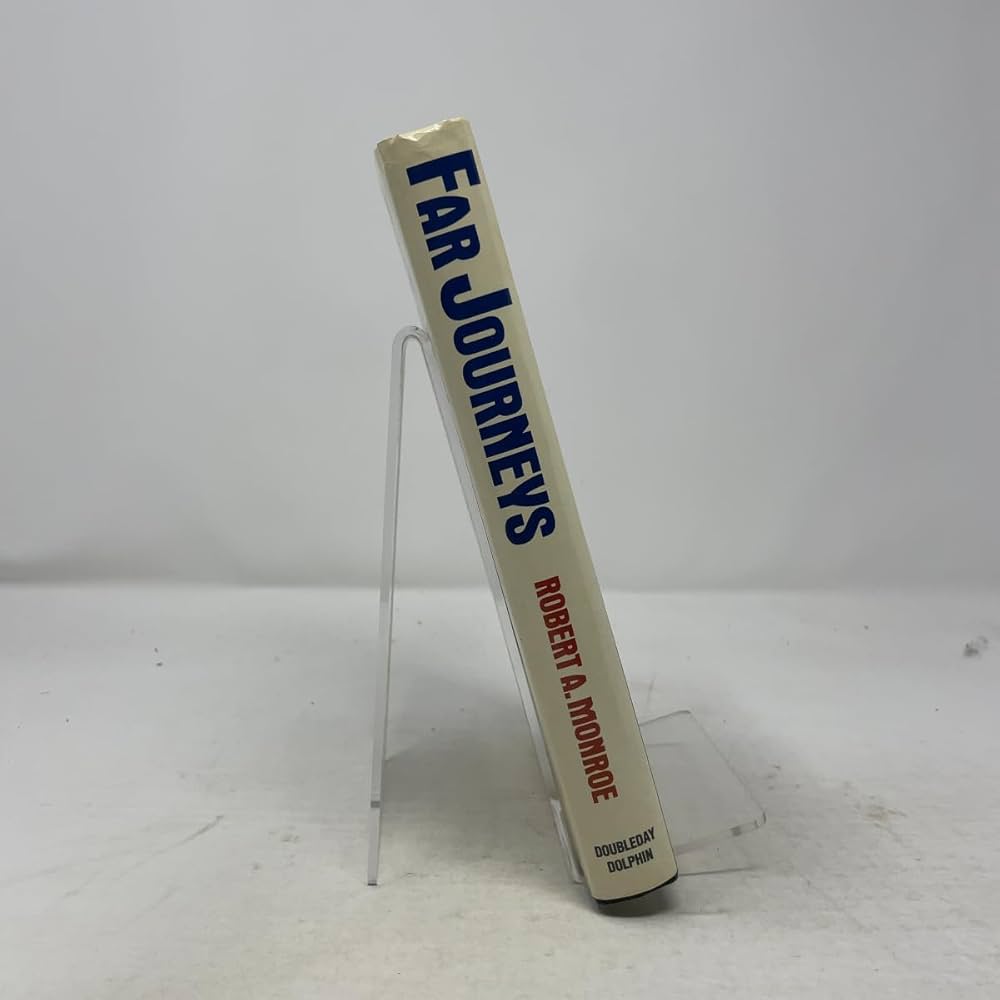 FAR JOURNEYS
ROBERT A. MONROE
DOUBLEDAY
DOLPHIN